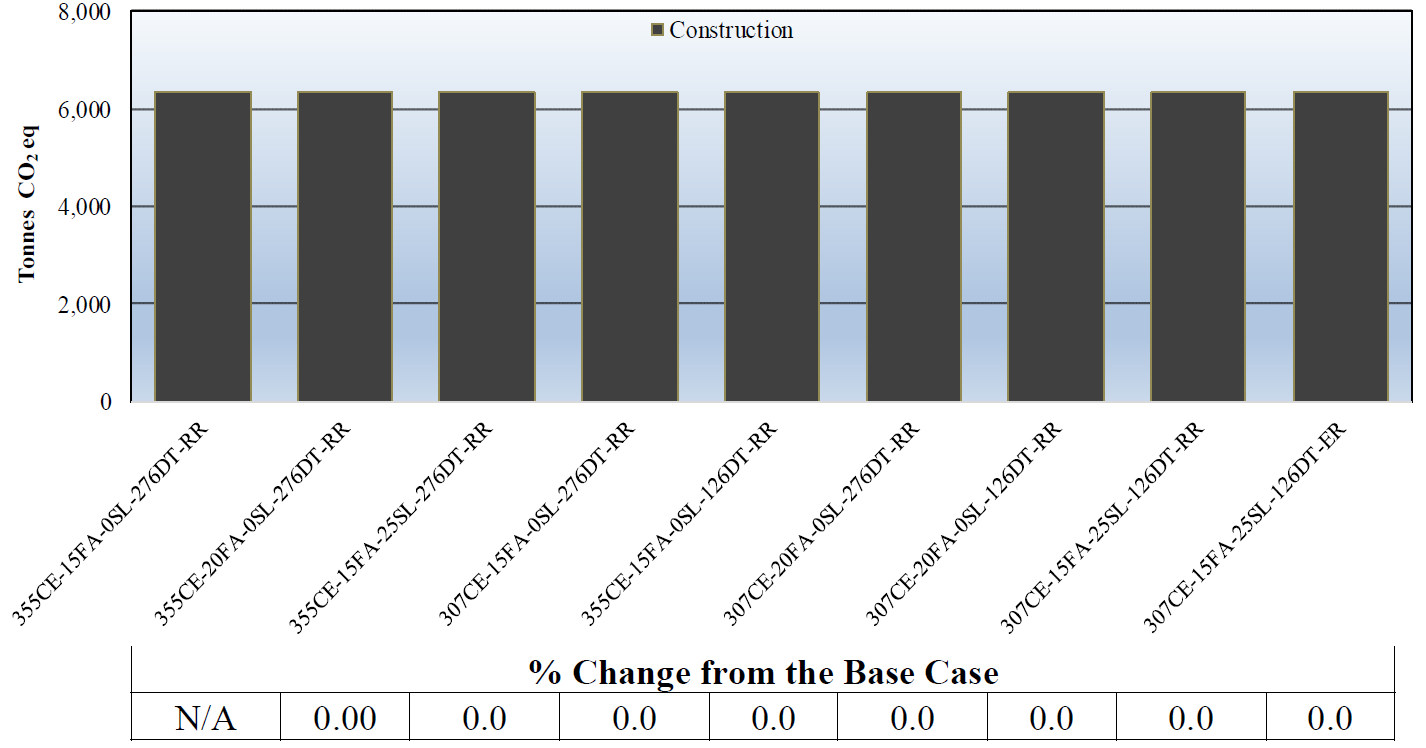 8,000
Construction
6,000
4,000
2,000
0
Tonnes CO₂ eq
355CE-15FA-0SL-276DT-RR
355CE-20FA-0SL-276DT-RR
355CE-15FA-25SL-276DT-RR
307CE-15FA-0SL-276DT-RR
355CE-15FA-0SL-126DT-RR
307CE-20FA-0SL-276DT-RR
307CE-20FA-0SL-126DT-RR
307CE-15FA-25SL-126DT-RR
307CE-15FA-25SL-126DT-ER
% Change from the Base Case
N/A 0.00 0.0 0.0 0.0 0.0 0.0 0.0 0.0